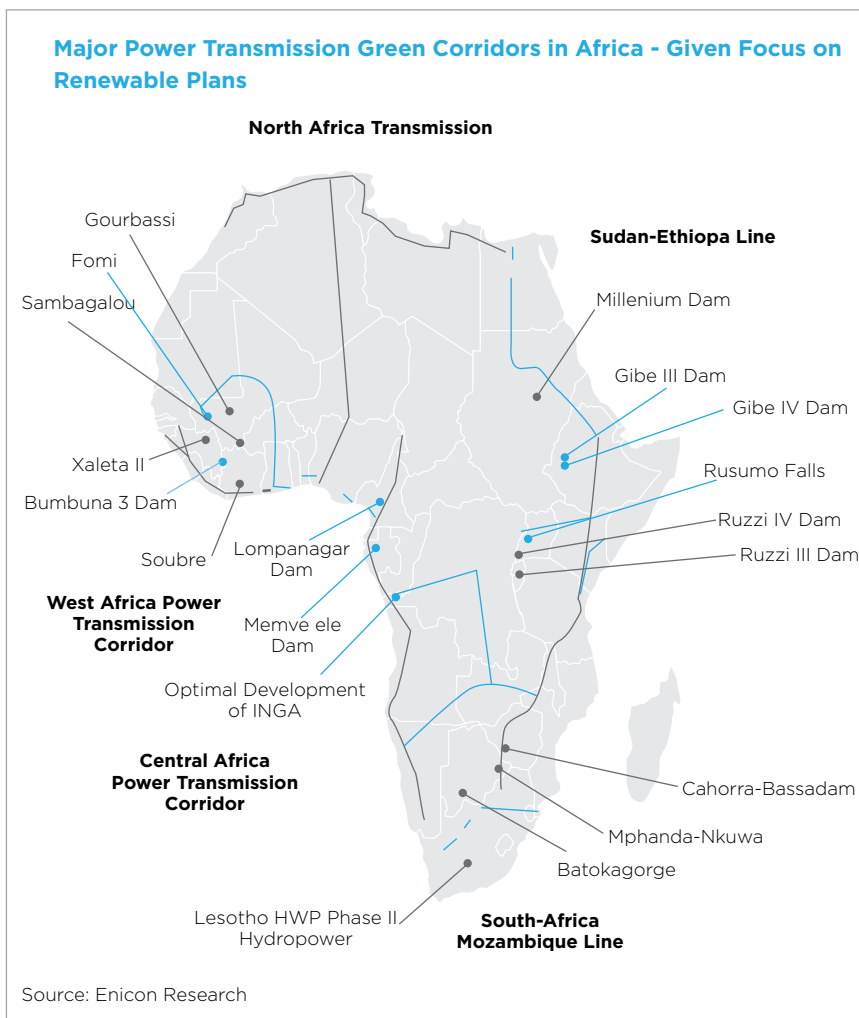 Major Power Transmission Green Corridors in Africa - Given Focus on
Renewable Plans
North Africa Transmission
Gourbassi
Sudan-Ethiopa Line
Fomi
Sambagalou
Millenium Dam
Gibe III Dam
Gibe IV Dam
Xaleta II
Rusumo Falls
Bumbuna 3 Dam
Ruzzi IV Dam
Soubre
Lompanagar
Dam
Ruzzi III Dam
West Africa Power
Transmission
Corridor
Memve ele
Dam
Optimal Development
of INGA
Central Africa
Power Transmission
Corridor
Cahorra-Bassadam
Mphanda-Nkuwa
Batokagorge
Lesotho HWP Phase II
Hydropower
South-Africa
Mozambique Line
Source: Enicon Research